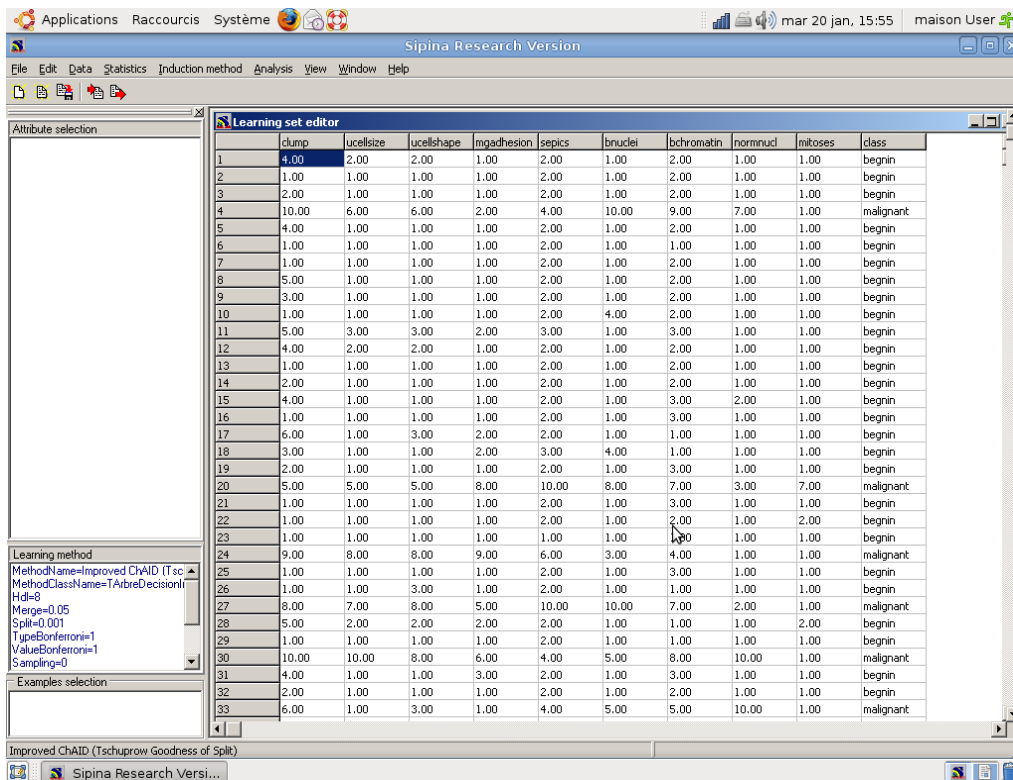 Applications Raccourcis Système mar 20 jan, 15:55 maison User
Sipina Research Version
File Edit Data Statistics Induction method Analysis View Window Help
Attribute selection
Learning set editor
clump ucellsize ucellshape mgadhesion sepics bnuclei bchromatin normnucl mitoses class
1 4.00 2.00 2.00 1.00 2.00 1.00 2.00 1.00 1.00 begnin
2 1.00 1.00 1.00 1.00 2.00 1.00 2.00 1.00 1.00 begnin
3 2.00 1.00 1.00 1.00 2.00 1.00 2.00 1.00 1.00 begnin
4 10.00 6.00 6.00 2.00 4.00 10.00 9.00 7.00 1.00 malignant
5 4.00 1.00 1.00 1.00 2.00 1.00 2.00 1.00 1.00 begnin
6 1.00 1.00 1.00 1.00 2.00 1.00 1.00 1.00 1.00 begnin
7 1.00 1.00 1.00 1.00 2.00 1.00 2.00 1.00 1.00 begnin
8 5.00 1.00 1.00 1.00 2.00 1.00 2.00 1.00 1.00 begnin
9 3.00 1.00 1.00 1.00 2.00 1.00 2.00 1.00 1.00 begnin
10 1.00 1.00 1.00 1.00 2.00 4.00 2.00 1.00 1.00 begnin
11 5.00 3.00 3.00 2.00 3.00 1.00 3.00 1.00 1.00 begnin
12 4.00 2.00 2.00 1.00 2.00 1.00 2.00 1.00 1.00 begnin
13 1.00 1.00 1.00 1.00 2.00 1.00 2.00 1.00 1.00 begnin
14 2.00 1.00 1.00 1.00 2.00 1.00 2.00 1.00 1.00 begnin
15 4.00 1.00 1.00 1.00 2.00 1.00 3.00 2.00 1.00 begnin
16 1.00 1.00 1.00 1.00 2.00 1.00 3.00 1.00 1.00 begnin
17 6.00 1.00 3.00 2.00 2.00 1.00 1.00 1.00 1.00 begnin
18 3.00 1.00 1.00 2.00 3.00 4.00 1.00 1.00 1.00 begnin
19 2.00 1.00 1.00 1.00 2.00 1.00 3.00 1.00 1.00 begnin
20 5.00 5.00 5.00 8.00 10.00 8.00 7.00 3.00 7.00 malignant
21 1.00 1.00 1.00 1.00 2.00 1.00 3.00 1.00 1.00 begnin
22 1.00 1.00 1.00 1.00 2.00 1.00 2.00 1.00 2.00 begnin
23 1.00 1.00 1.00 1.00 1.00 1.00 1.00 1.00 begnin
24 9.00 8.00 8.00 9.00 6.00 3.00 4.00 1.00 1.00 malignant
25 1.00 1.00 1.00 1.00 2.00 1.00 3.00 1.00 1.00 begnin
26 1.00 1.00 3.00 1.00 2.00 1.00 1.00 1.00 1.00 begnin
27 8.00 7.00 8.00 5.00 10.00 10.00 7.00 2.00 1.00 malignant
28 5.00 2.00 2.00 2.00 2.00 1.00 1.00 1.00 2.00 begnin
29 1.00 1.00 1.00 1.00 2.00 1.00 1.00 1.00 1.00 begnin
30 10.00 10.00 8.00 6.00 4.00 5.00 8.00 10.00 1.00 malignant
31 4.00 1.00 1.00 3.00 2.00 1.00 3.00 1.00 1.00 begnin
32 2.00 1.00 1.00 1.00 2.00 1.00 2.00 1.00 1.00 begnin
33 6.00 1.00 3.00 1.00 4.00 5.00 5.00 10.00 1.00 malignant
Learning method
MethodName=Improved ChAID (Tsc
MethodClassName=TArbreDecisionI
Hdl=8
Merge=0.05
Split=0.001
TypeBonferroni=1
ValueBonferroni=1
Sampling=0
Examples selection
Improved ChAID (Tschuprow Goodness of Split)
Sipina Research Versi...